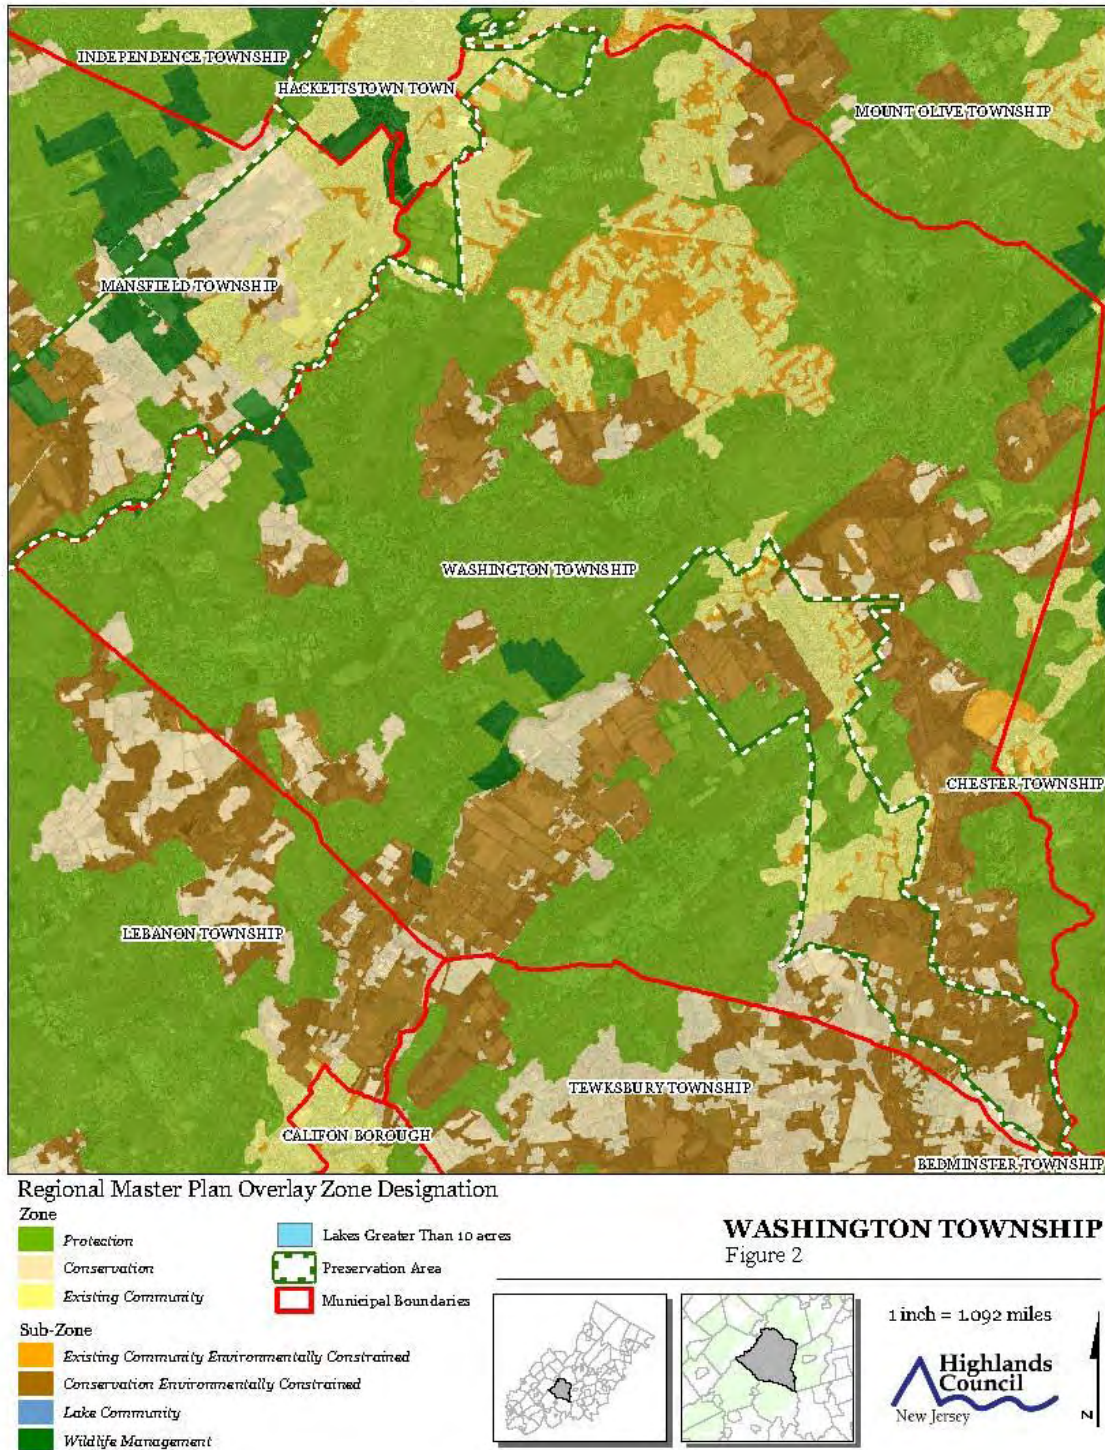 INDEPENDENCE TOWNSHIP
HACKETTSTOWN TOWN
MOUNT OLIVE TOWNSHIP
MANSFIELD TOWNSHIP
WASHINGTON TOWNSHIP
CHESTER TOWNSHIP
LEBANON TOWNSHIP
TEWKSBURY TOWNSHIP
CALIFON BOROUGH
BEDMINSTER TOWNSHIP
Regional Master Plan Overlay Zone Designation
Zone
Protection
Conservation
Existing Community
Sub-Zone
Existing Community Environmentally Constrained
Conservation Environmentally Constrained
Lake Community
Wildlife Management
Lakes Greater Than 10 acres
Preservation Area
Municipal Boundaries
WASHINGTON TOWNSHIP
Figure 2
1 inch = 1.092 miles
Highlands
Council
New Jersey
N